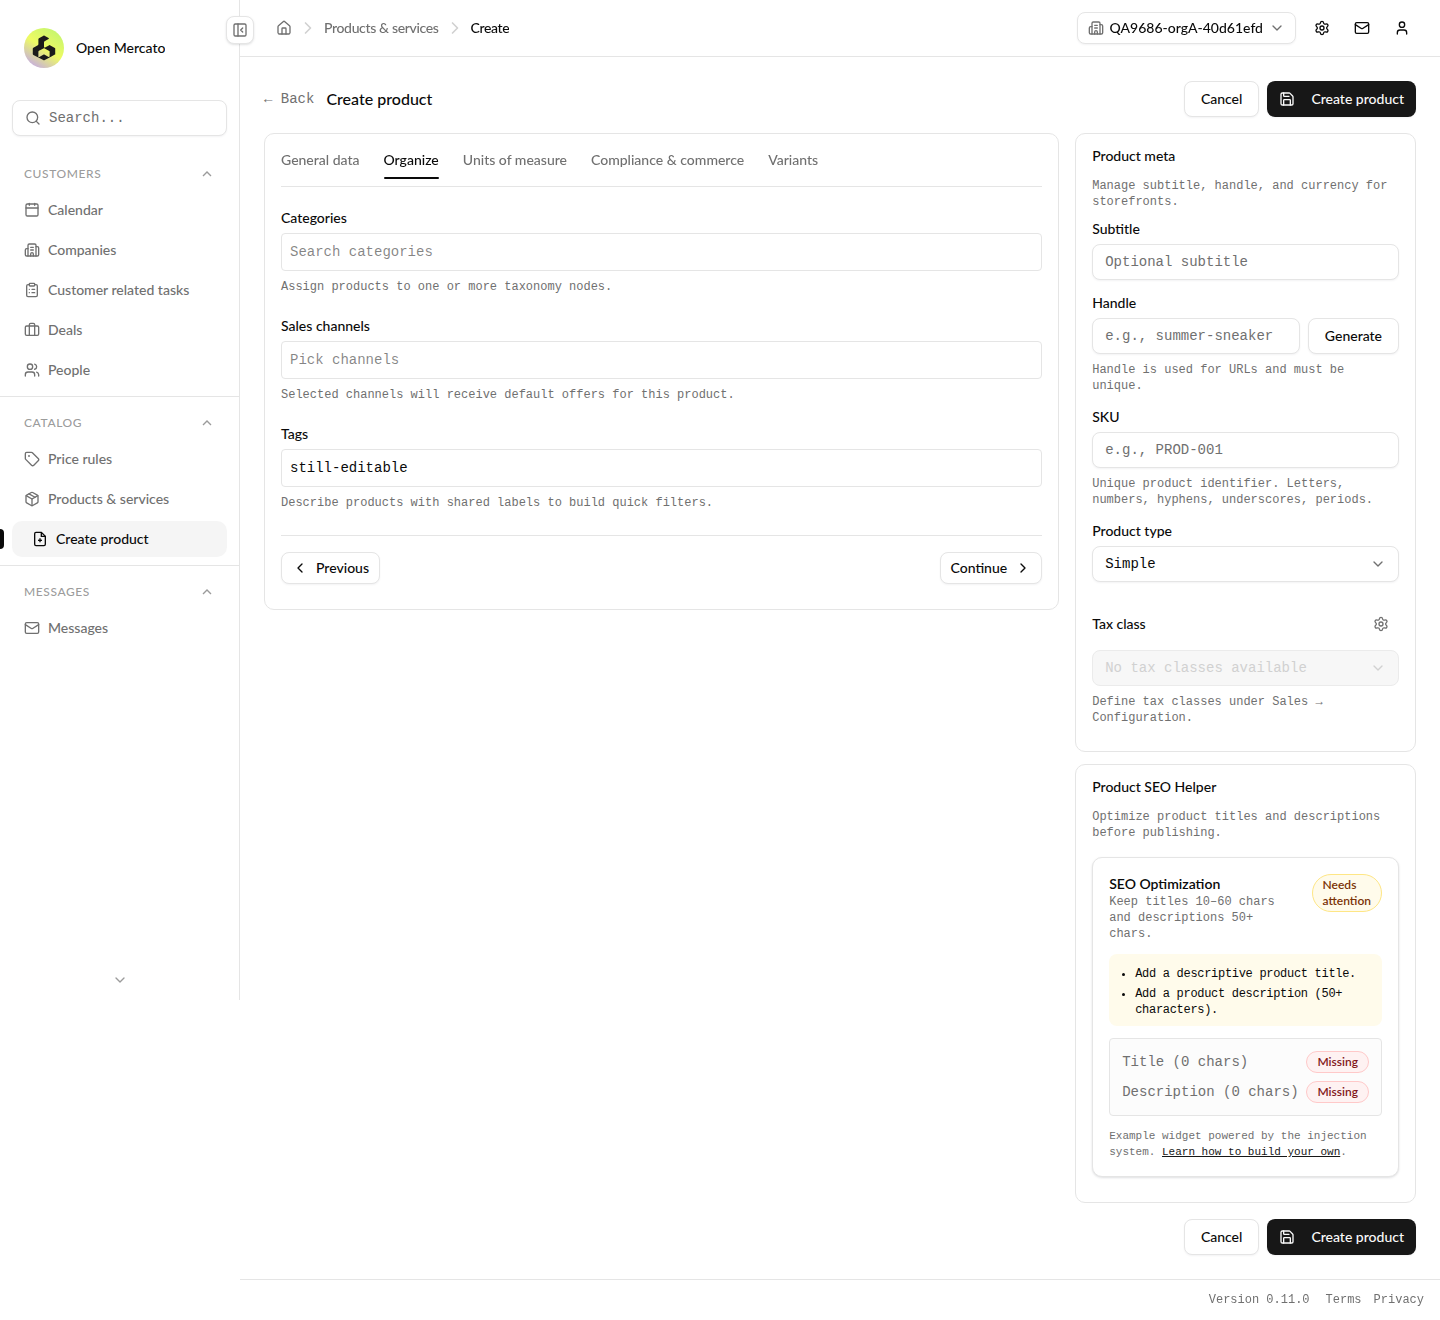 Open Mercato
Search...
CUSTOMERS
Calendar
Companies
Customer related tasks
Deals
People
CATALOG
Price rules
Products & services
Create product
MESSAGES
Messages
Products & services
Create
QA9686-orgA-40d61efd
← Back
Create product
Cancel
Create product
General data
Organize
Units of measure
Compliance & commerce
Variants
Categories
Search categories
Assign products to one or more taxonomy nodes.
Sales channels
Pick channels
Selected channels will receive default offers for this product.
Tags
still-editable
Describe products with shared labels to build quick filters.
Previous
Continue
Product meta
Manage subtitle, handle, and currency for
storefronts.
Subtitle
Optional subtitle
Handle
e.g., summer-sneaker
Generate
Handle is used for URLs and must be
unique.
SKU
e.g., PROD-001
Unique product identifier. Letters,
numbers, hyphens, underscores, periods.
Product type
Simple
Tax class
No tax classes available
Define tax classes under Sales →
Configuration.
Product SEO Helper
Optimize product titles and descriptions
before publishing.
SEO Optimization
Keep titles 10–60 chars
and descriptions 50+
chars.
Needs
attention
• Add a descriptive product title.
• Add a product description (50+
characters).
Title (0 chars)
Missing
Description (0 chars)
Missing
Example widget powered by the injection
system. Learn how to build your own.
Cancel
Create product
Version 0.11.0
Terms
Privacy